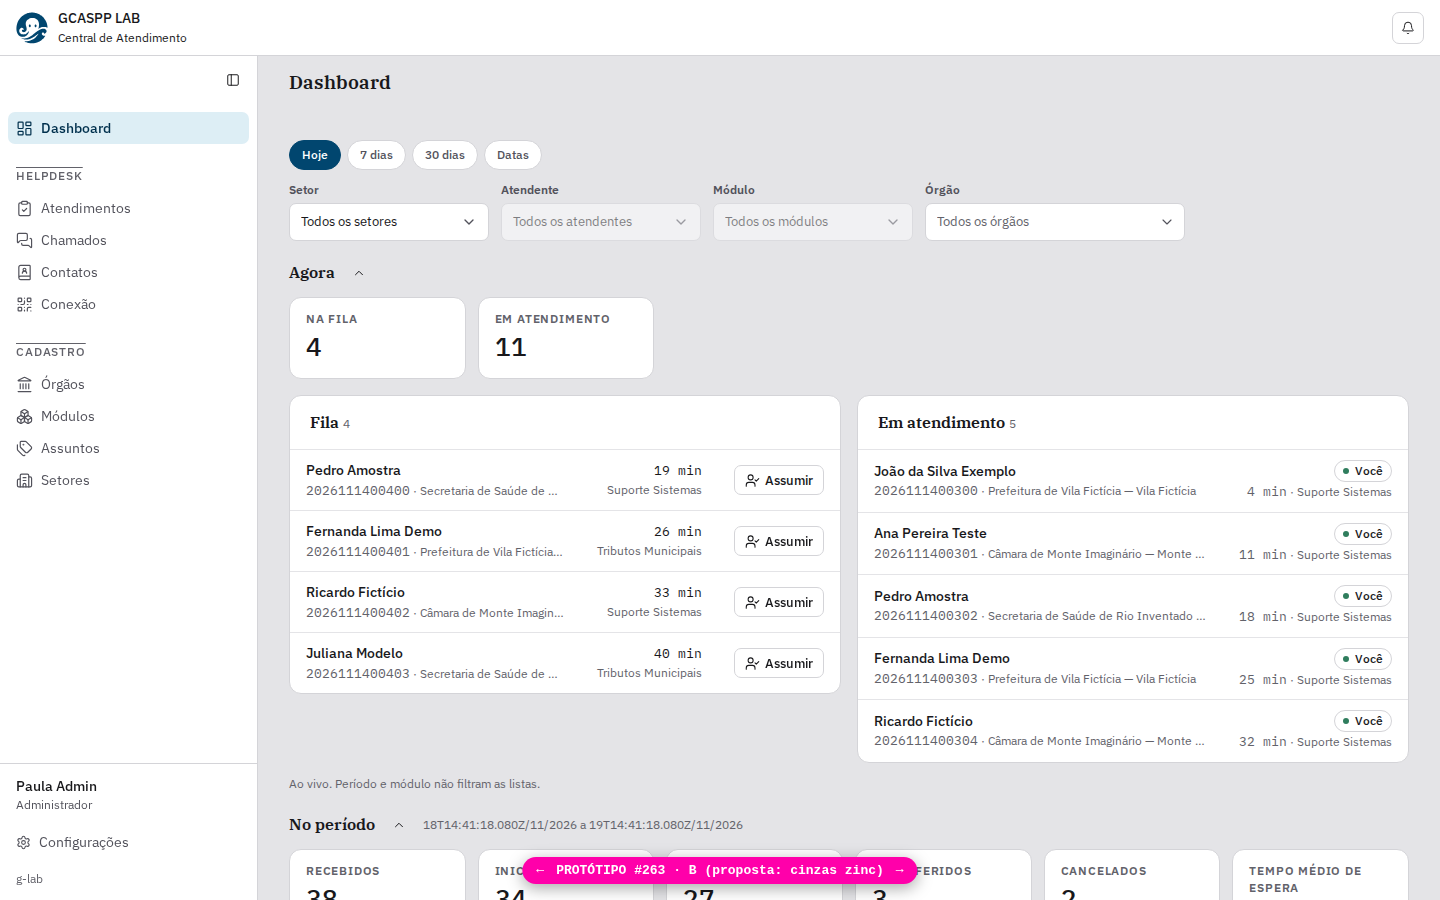 GCASPP LAB
Central de Atendimento
Dashboard
HELPDESK
Atendimentos
Chamados
Contatos
Conexão
CADASTRO
Órgãos
Módulos
Assuntos
Setores
Paula Admin
Administrador
Configurações
g-lab
Dashboard
Hoje 7 dias 30 dias Datas
Setor Atendente Módulo Órgão
Todos os setores Todos os atendentes Todos os módulos Todos os órgãos
Agora
NA FILA EM ATENDIMENTO
4 11
Fila 4
Pedro Amostra 19 min Assumir
2026111400400 · Secretaria de Saúde de ... Suporte Sistemas
Fernanda Lima Demo 26 min Assumir
2026111400401 · Prefeitura de Vila Fictícia... Tributos Municipais
Ricardo Fictício 33 min Assumir
2026111400402 · Câmara de Monte Imagin... Suporte Sistemas
Juliana Modelo 40 min Assumir
2026111400403 · Secretaria de Saúde de ... Tributos Municipais
Em atendimento 5
João da Silva Exemplo Você
2026111400300 · Prefeitura de Vila Fictícia — Vila Fictícia 4 min · Suporte Sistemas
Ana Pereira Teste Você
2026111400301 · Câmara de Monte Imaginário — Monte ... 11 min · Suporte Sistemas
Pedro Amostra Você
2026111400302 · Secretaria de Saúde de Rio Inventado ... 18 min · Suporte Sistemas
Fernanda Lima Demo Você
2026111400303 · Prefeitura de Vila Fictícia — Vila Fictícia 25 min · Suporte Sistemas
Ricardo Fictício Você
2026111400304 · Câmara de Monte Imaginário — Monte ... 32 min · Suporte Sistemas
Ao vivo. Período e módulo não filtram as listas.
No período 18T14:41:18.080Z/11/2026 a 19T14:41:18.080Z/11/2026
← PROTÓTIPO #263 · B (proposta: cinzas zinc) →
RECEBIDOS CANCELADOS TEMPO MÉDIO DE
ESPERA
38 34 27 3 2